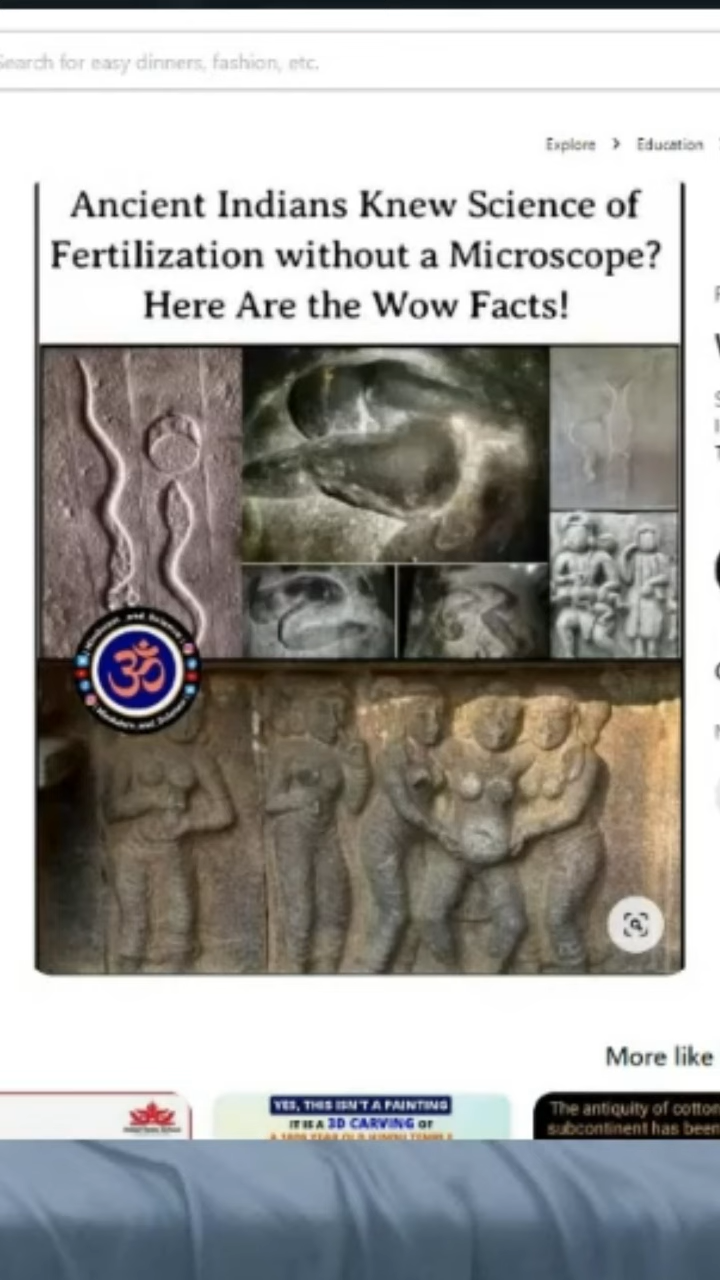 Search for easy dinners, fashion, etc.
Explore > Education
Ancient Indians Knew Science of
Fertilization without a Microscope?
Here Are the Wow Facts!
ॐ
More like
YES, THIS ISN'T A PAINTING
IT IS A 3D CARVING OF
The antiquity of cotton
subcontinent has been